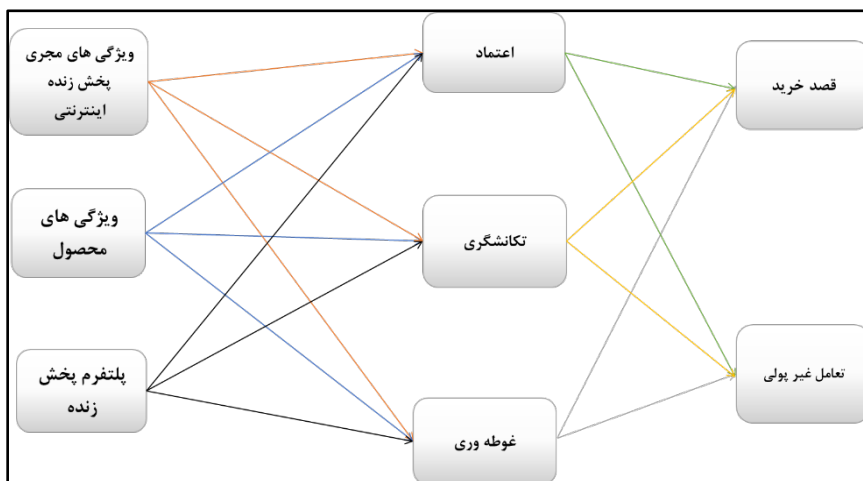 ویژگی های مجری
پخش زنده
اینترنتی
ویژگی های
محصول
پلتفرم پخش
زنده
اعتماد
تکانشگری
غوطه وری
قصد خرید
تعامل غیر پولی